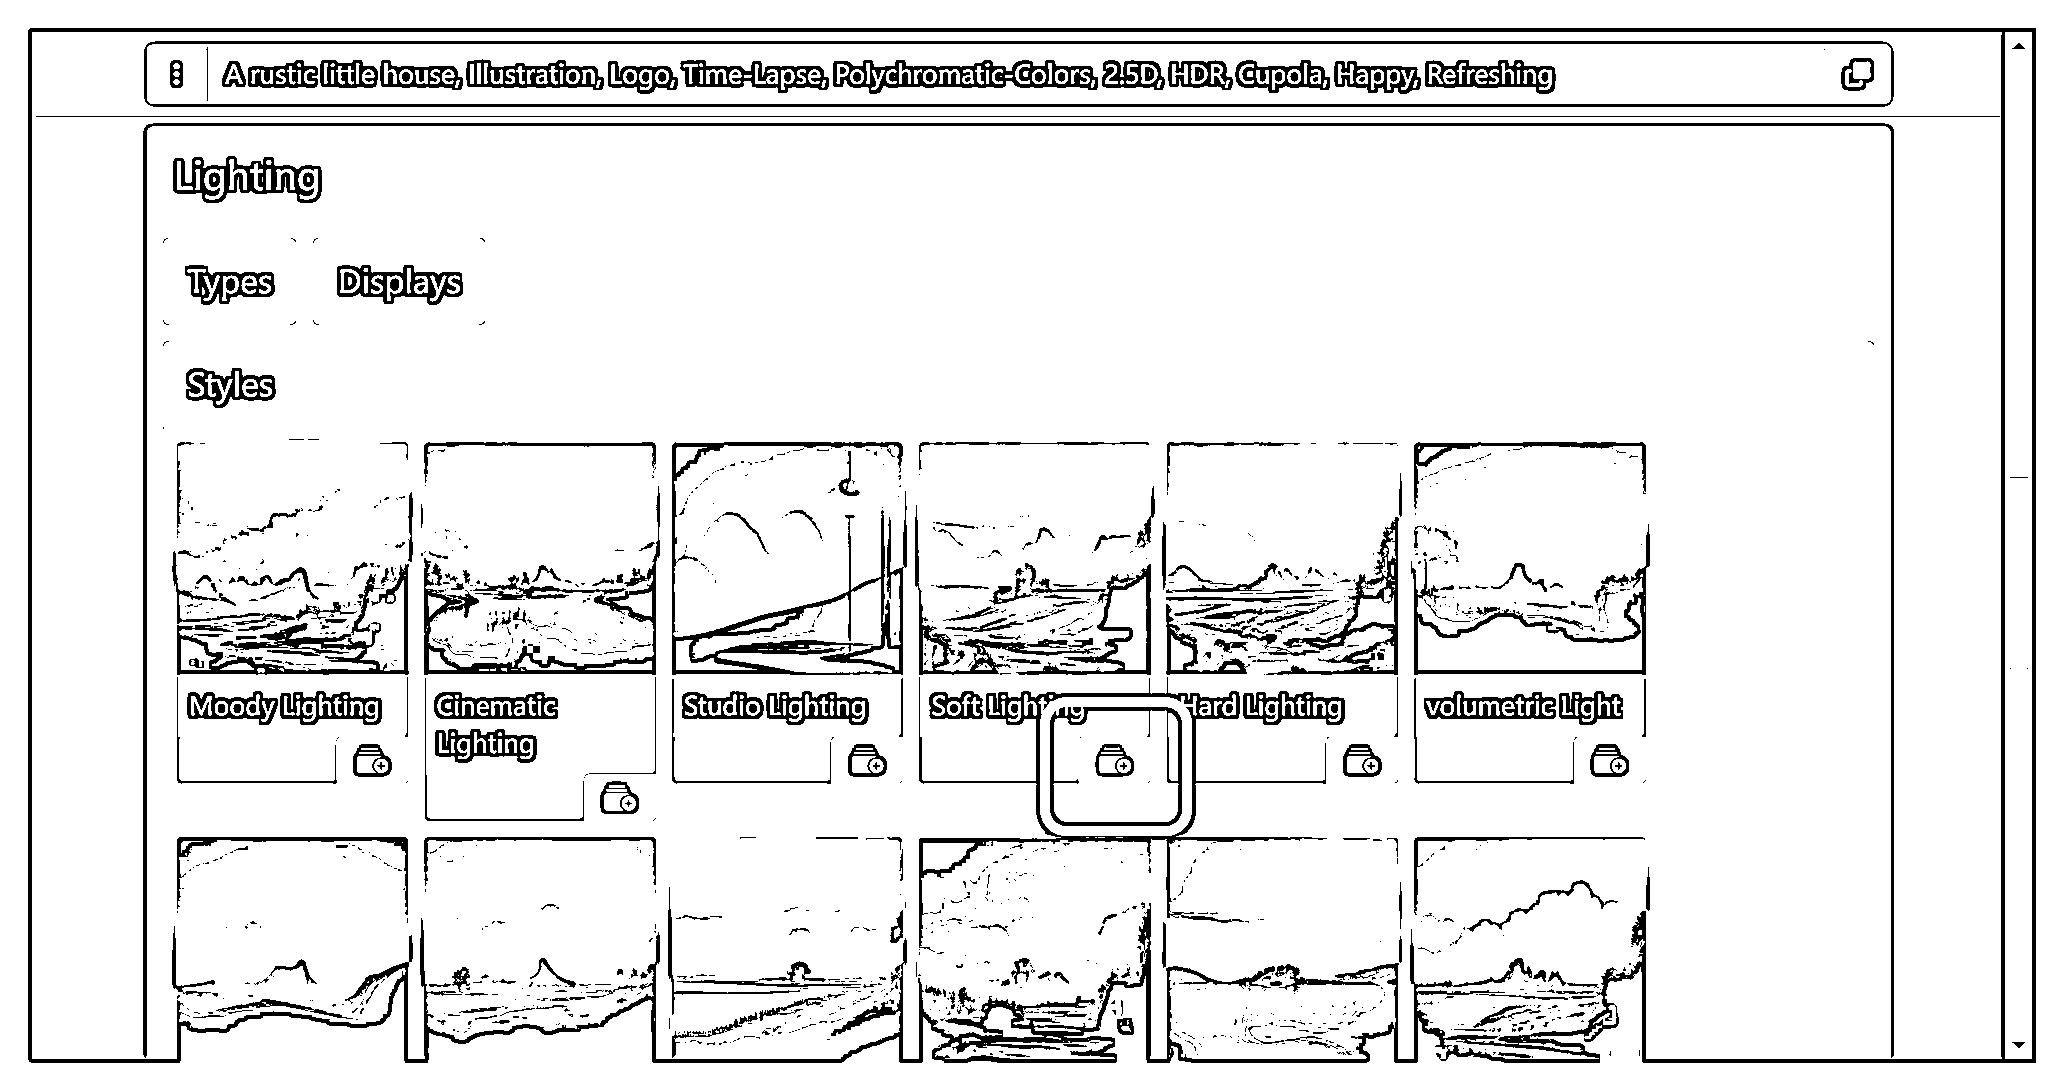 A rustic little house, Illustration, Logo, Time-Lapse, Polychromatic-Colors, 2.5D, HDR, Cupola, Happy, Refreshing
Lighting
Types
Displays
Styles
Moody Lighting
Cinematic
Lighting
Studio Lighting
Soft Lighting
Hard Lighting
volumetric Light